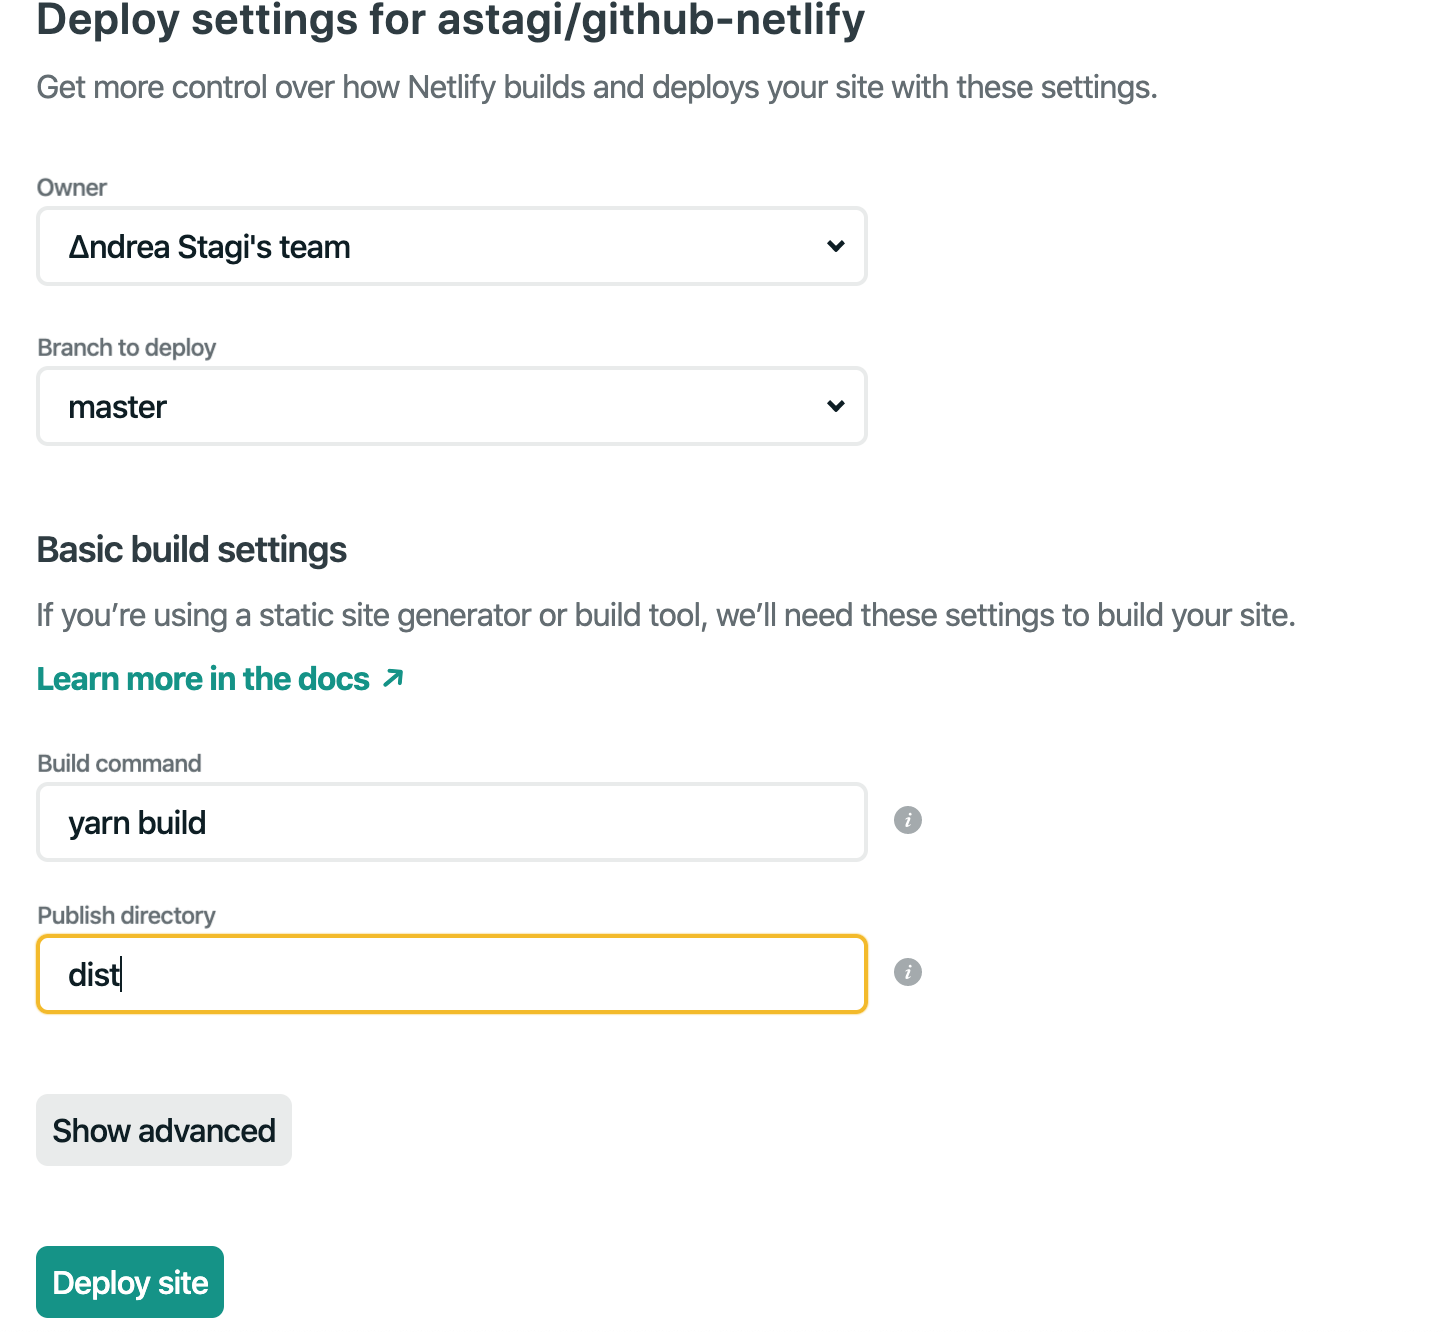 Deploy settings for astagi/github-netlify
Get more control over how Netlify builds and deploys your site with these settings.
Owner
Δndrea Stagi's team
Branch to deploy
master
Basic build settings
If you’re using a static site generator or build tool, we’ll need these settings to build your site.
Learn more in the docs ↗
Build command
yarn build
i
Publish directory
dist
i
Show advanced
Deploy site